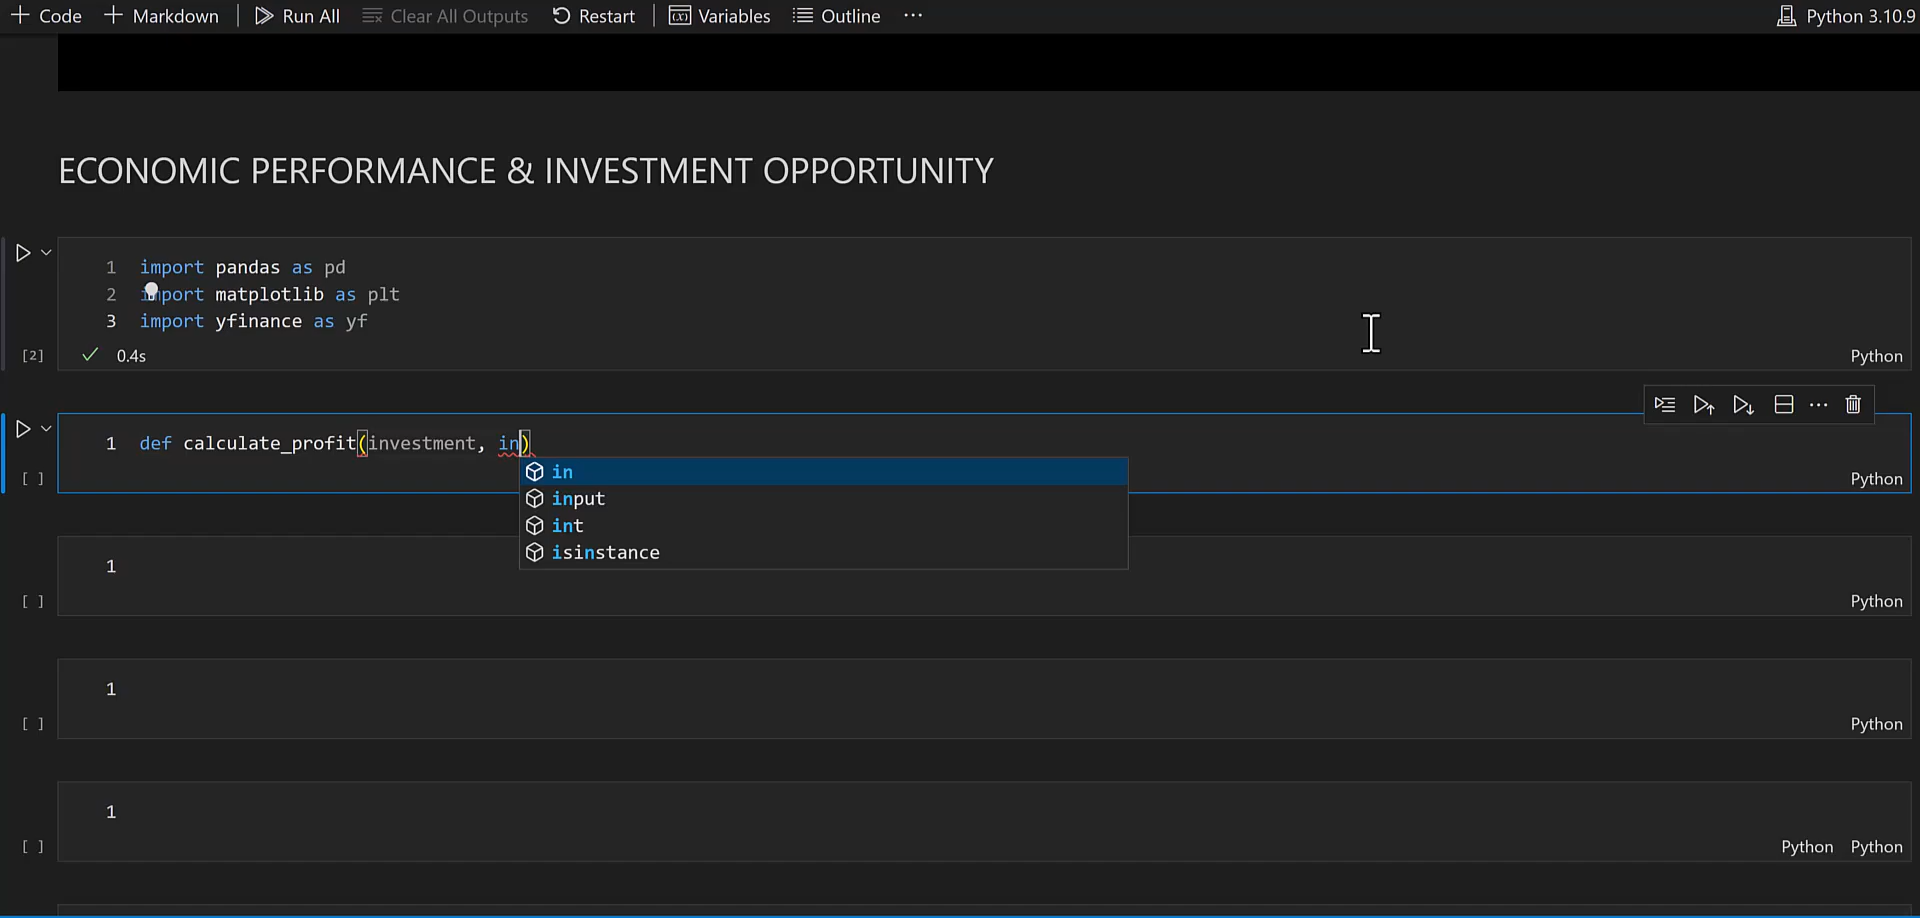 Code Markdown Run All Clear All Outputs Restart Variables Outline ··· Python 3.10.9
ECONOMIC PERFORMANCE & INVESTMENT OPPORTUNITY
1 import pandas as pd
2 import matplotlib as plt
3 import yfinance as yf
[2] 0.4s Python
1 def calculate_profit(investment, in)
in
input
int
isinstance
[ ] Python
1
[ ] Python
1
[ ] Python
1
[ ] Python Python